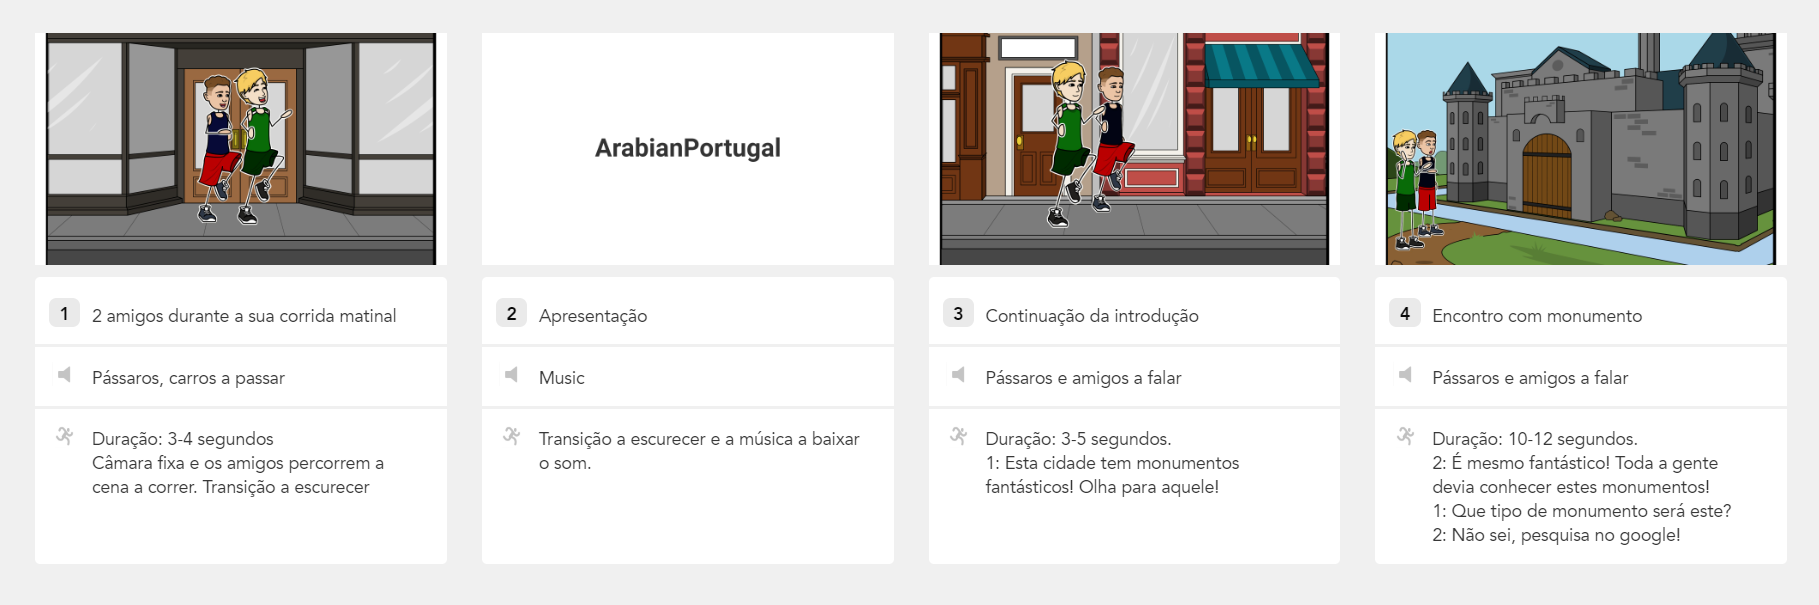 ArabianPortugal
1 2 amigos durante a sua corrida matinal
Pássaros, carros a passar
Duração: 3-4 segundos
Câmara fixa e os amigos percorrem a
cena a correr. Transição a escurecer
2 Apresentação
Music
Transição a escurecer e a música a baixar
o som.
3 Continuação da introdução
Pássaros e amigos a falar
Duração: 3-5 segundos.
1: Esta cidade tem monumentos
fantásticos! Olha para aquele!
4 Encontro com monumento
Pássaros e amigos a falar
Duração: 10-12 segundos.
2: É mesmo fantástico! Toda a gente
devia conhecer estes monumentos!
1: Que tipo de monumento será este?
2: Não sei, pesquisa no google!